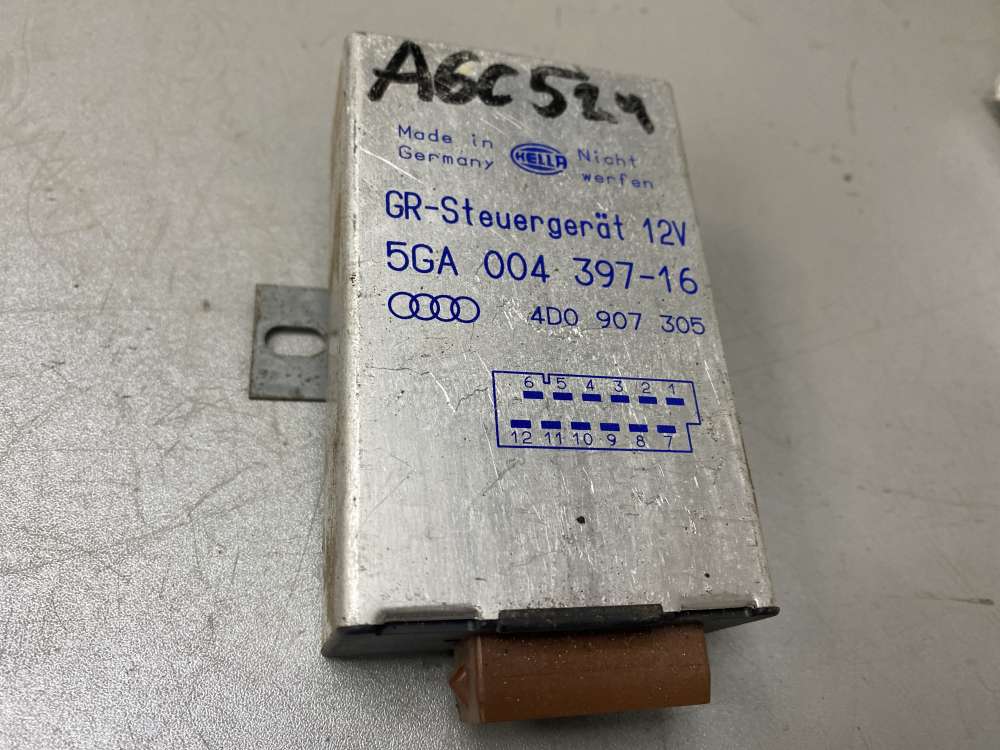 AGC524
Made in Germany
HELLA
Nicht werfen
GR-Steuergerät 12V
5GA 004 397-16
4D0 907 305
6 5 4 3 2 1
12 11 10 9 8 7